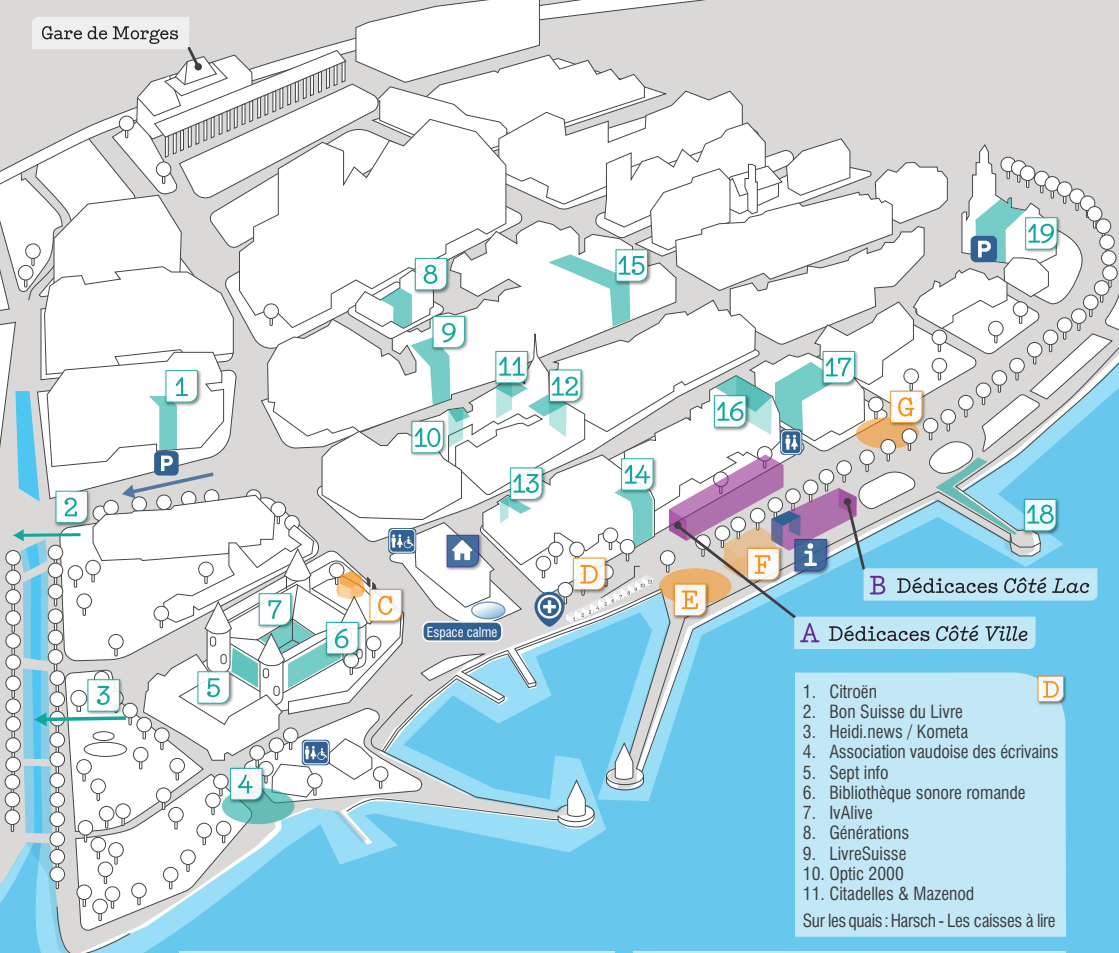 Gare de Morges
19
P
15
8
9
11
12
17
1
16
G
10
P
13
14
2
18
i
F
D
E
7
C
B Dédicaces Côté Lac
Espace calme
6
A Dédicaces Côté Ville
5
3
4
D
1. Citroën
2. Bon Suisse du Livre
3. Heidi.news / Kometa
4. Association vaudoise des écrivains
5. Sept info
6. Bibliothèque sonore romande
7. IvAlive
8. Générations
9. LivreSuisse
10. Optic 2000
11. Citadelles & Mazenod
Sur les quais : Harsch - Les caisses à lire